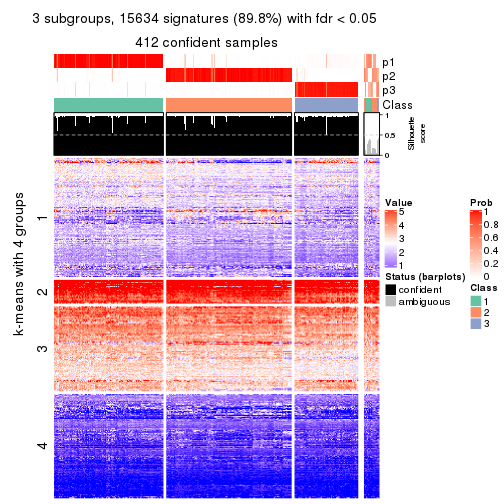 3 subgroups, 15634 signatures (89.8%) with fdr < 0.05
412 confident samples
p1
p2
p3
Class
1
0.5
0
Silhouette
score
k-means with 4 groups
1
2
3
4
Value
5
4
3
2
1
Status (barplots)
confident
ambiguous
Prob
1
0.8
0.6
0.4
0.2
0
Class
1
2
3